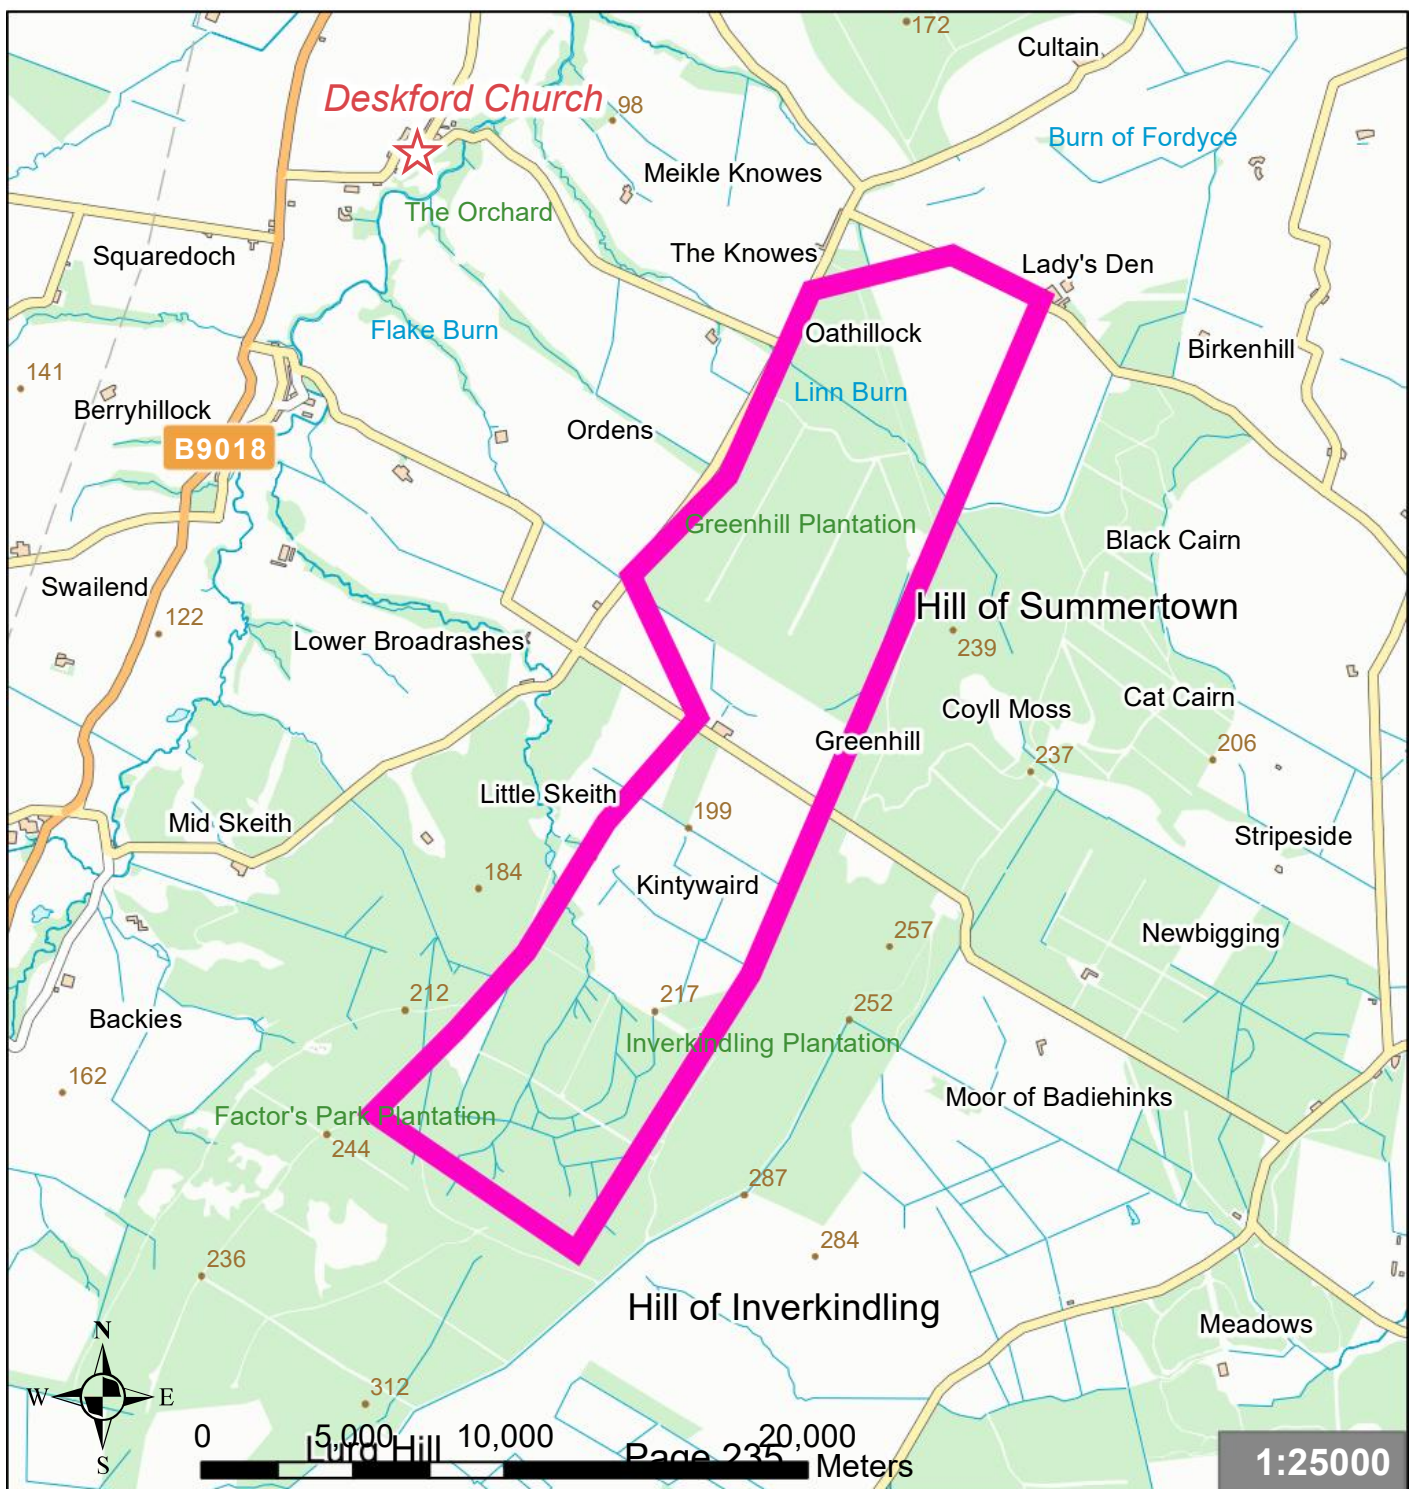 172
Cultain
Deskford Church
98
Burn of Fordyce
Meikle Knowes
The Orchard
Squaredoch
The Knowes
Lady's Den
Flake Burn
Oathillock
Birkenhill
141
Linn Burn
Berryhillock
Ordens
B9018
Greenhill Plantation
Black Cairn
Swailend
Hill of Summertown
122
Lower Broadrashes
239
Cat Cairn
Coyll Moss
Greenhill
206
237
Little Skeith
Mid Skeith
199
Stripeside
184
Kintywaird
257
Newbigging
212
217
252
Backies
Inverkindling Plantation
162
Moor of Badiehinks
Factor's Park Plantation
244
287
284
236
Hill of Inverkindling
Meadows
N
W
E
S
312
0
5,000
10,000
20,000
Lurg Hill
Page 235
Meters
1:25000